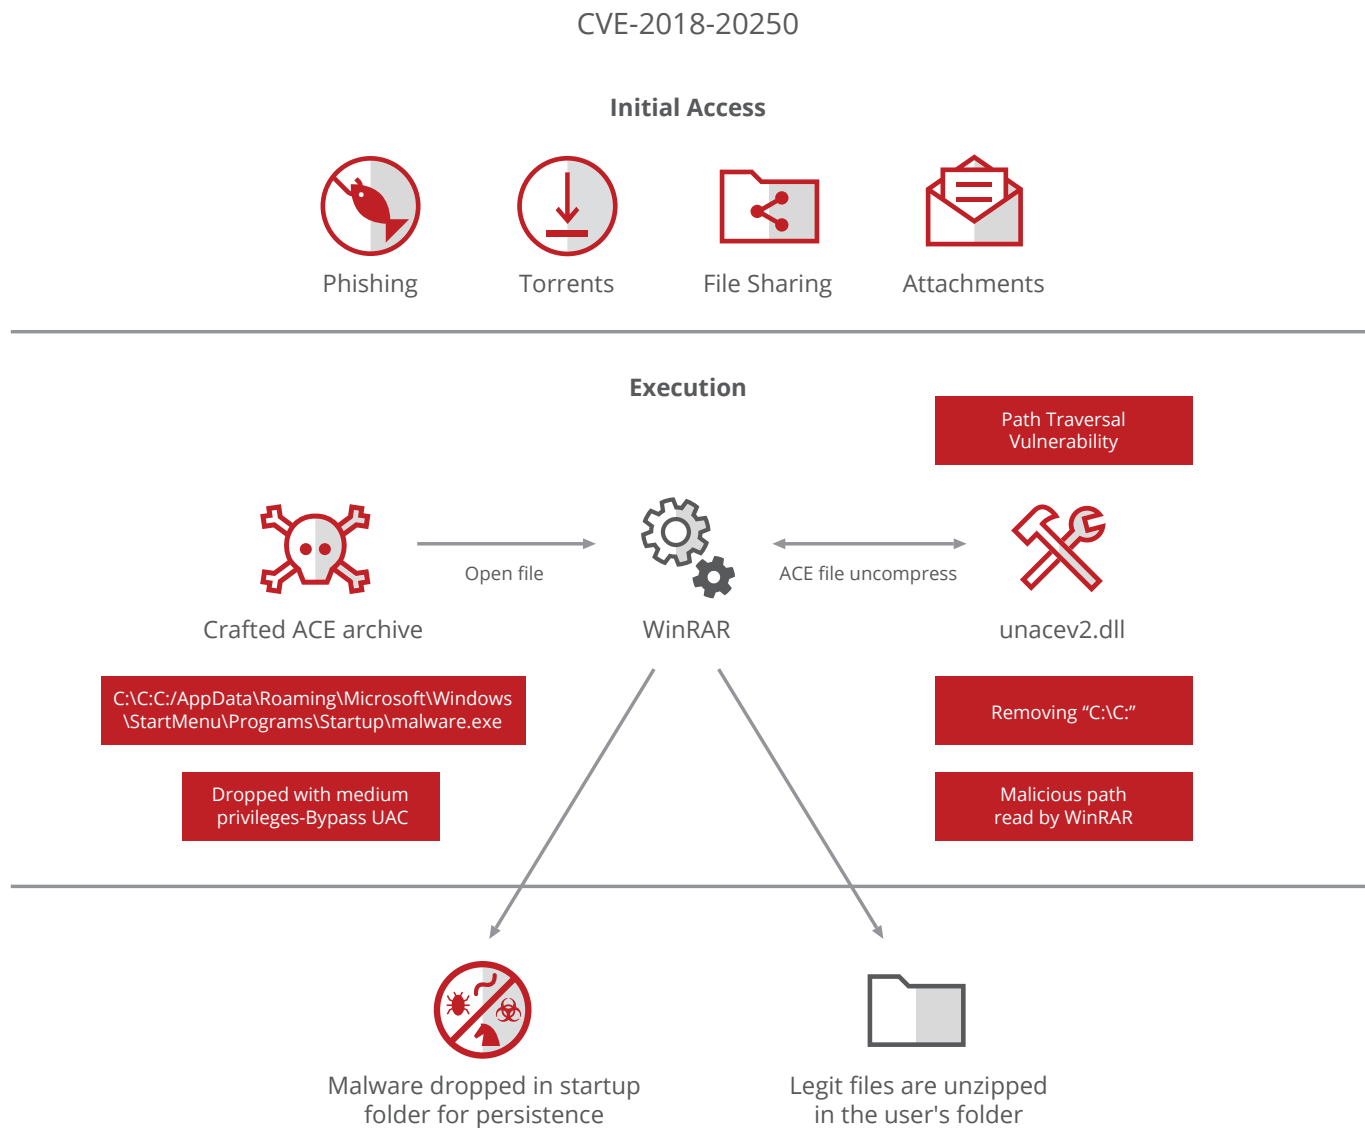 CVE-2018-20250
Initial Access
Phishing
Torrents
File Sharing
Attachments
Execution
Path Traversal
Vulnerability
Open file
ACE file uncompress
Crafted ACE archive
WinRAR
unacev2.dll
C:\C:C:/AppData\Roaming\Microsoft\Windows
\StartMenu\Programs\Startup\malware.exe
Removing “C:\C:”
Dropped with medium
privileges-Bypass UAC
Malicious path
read by WinRAR
Malware dropped in startup
folder for persistence
Legit files are unzipped
in the user's folder